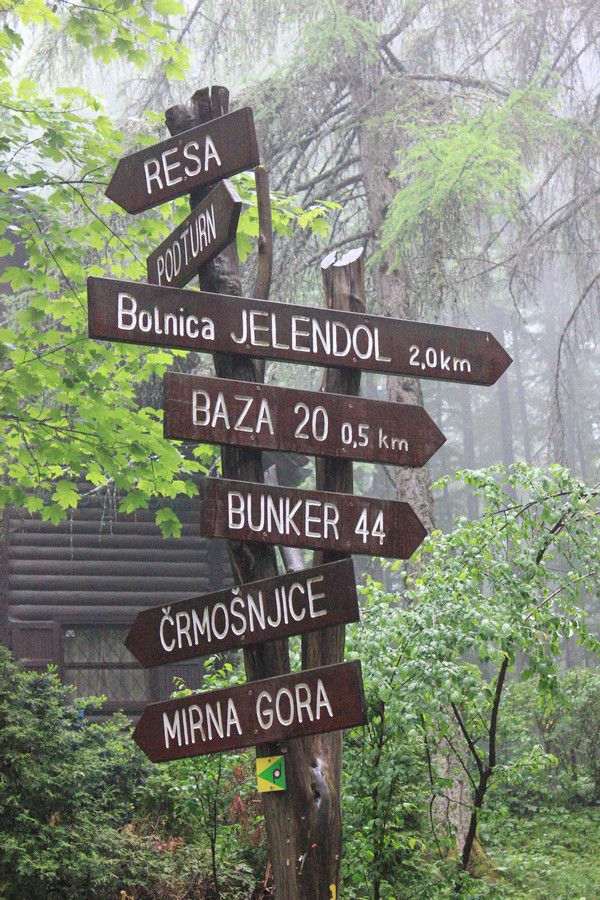 RESA
PODTURN
Bolnica JELENDOL 2,0km
BAZA 20 0,5 km
BUNKER 44
ČRMOŠNJICE
MIRNA GORA